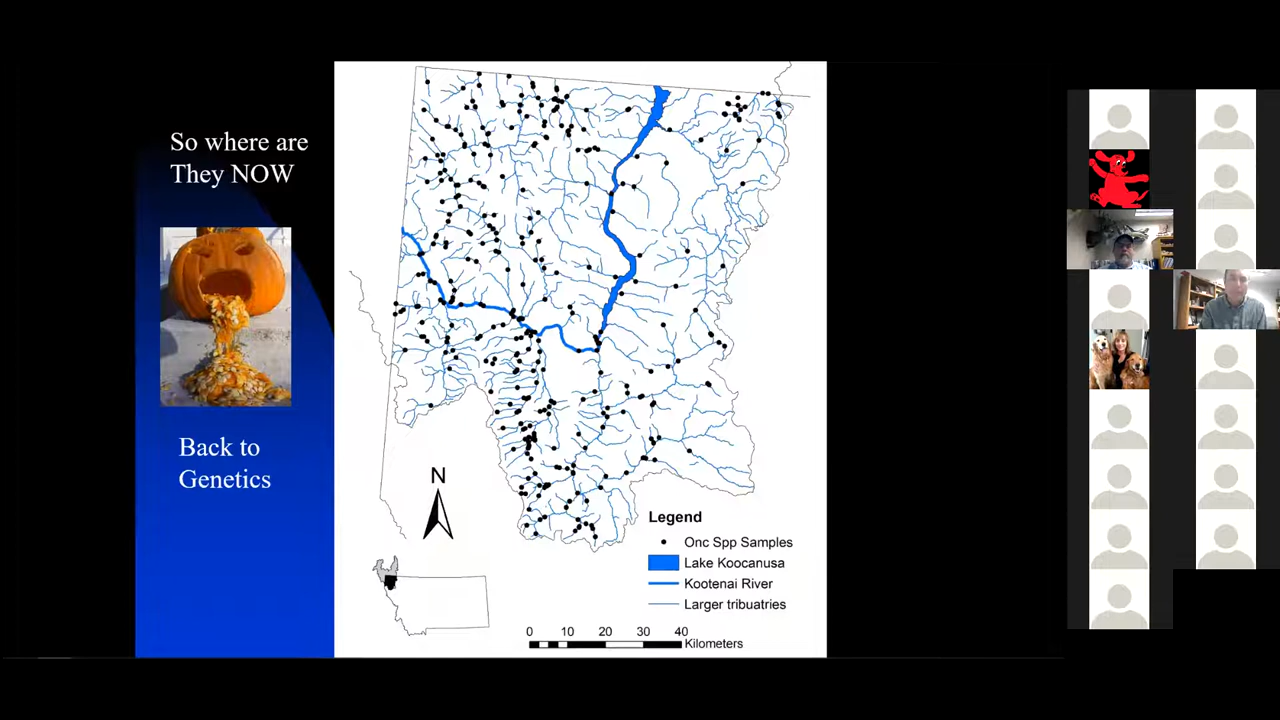 So where are
They NOW
Back to
Genetics
N
Legend
Onc Spp Samples
Lake Koocanusa
Kootenai River
Larger tribuatries
0 10 20 30 40
Kilometers